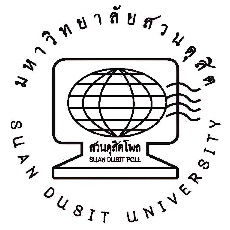 มหาวิทยาลัยสวนดุสิต
สวนดุสิตโพล
SUAN DUSIT POLL
SUAN DUSIT UNIVERSITY